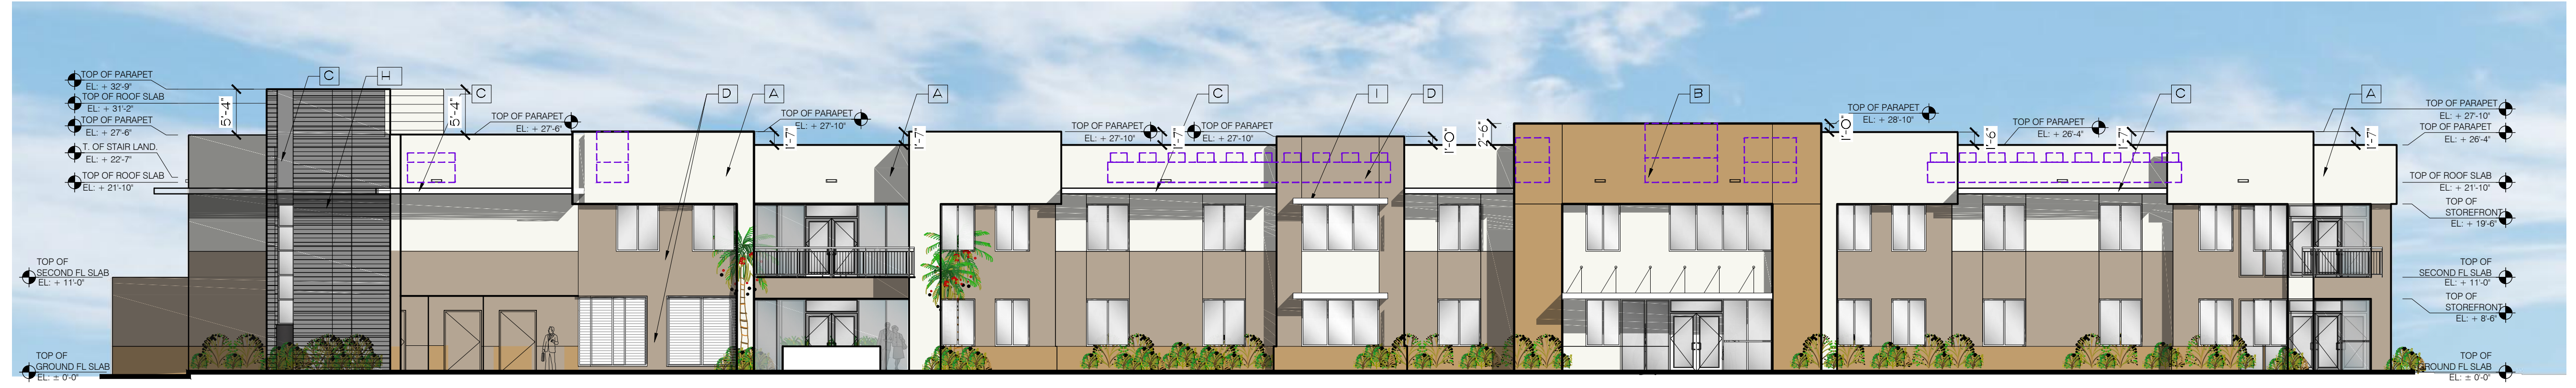 TOP OF PARAPET
EL: + 32'-9"
TOP OF ROOF SLAB
EL: + 31'-2"
TOP OF PARAPET
EL: + 27'-6"
T. OF STAIR LAND.
EL: + 22'-7"
TOP OF ROOF SLAB
EL: + 21'-10"
TOP OF
SECOND FL SLAB
EL: + 11'-0"
TOP OF
GROUND FL SLAB
EL: ± 0'-0"
5'-4"
C
H
5'-4"
C
TOP OF PARAPET
EL: + 27'-6"
D
A
1'-7"
TOP OF PARAPET
EL: + 27'-10"
A
1'-7"
TOP OF PARAPET
EL: + 27'-10"
C
1'-7"
TOP OF PARAPET
EL: + 27'-10"
I
D
2'-6"
B
TOP OF PARAPET
EL: + 28'-10"
TOP OF PARAPET
EL: + 26'-4"
1'-7"
C
A
1'-7"
TOP OF PARAPET
EL: + 27'-10"
TOP OF PARAPET
EL: + 26'-4"
TOP OF ROOF SLAB
EL: + 21'-10"
TOP OF
STOREFRONT
EL: + 19'-6"
TOP OF
SECOND FL SLAB
EL: + 11'-0"
TOP OF
STOREFRONT
EL: + 8'-6"
TOP OF
GROUND FL SLAB
EL: ± 0'-0"